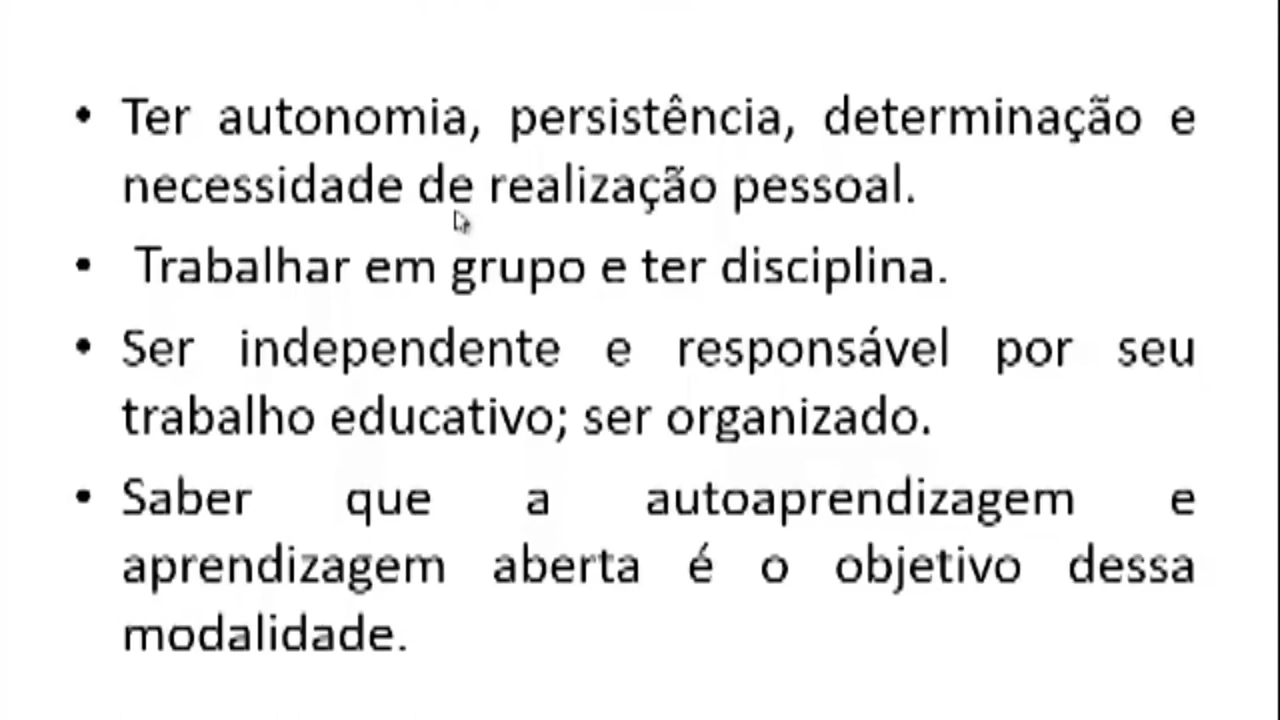 • Ter autonomia, persistência, determinação e
necessidade de realização pessoal.
• Trabalhar em grupo e ter disciplina.
• Ser independente e responsável por seu
trabalho educativo; ser organizado.
• Saber que a autoaprendizagem e
aprendizagem aberta é o objetivo dessa
modalidade.